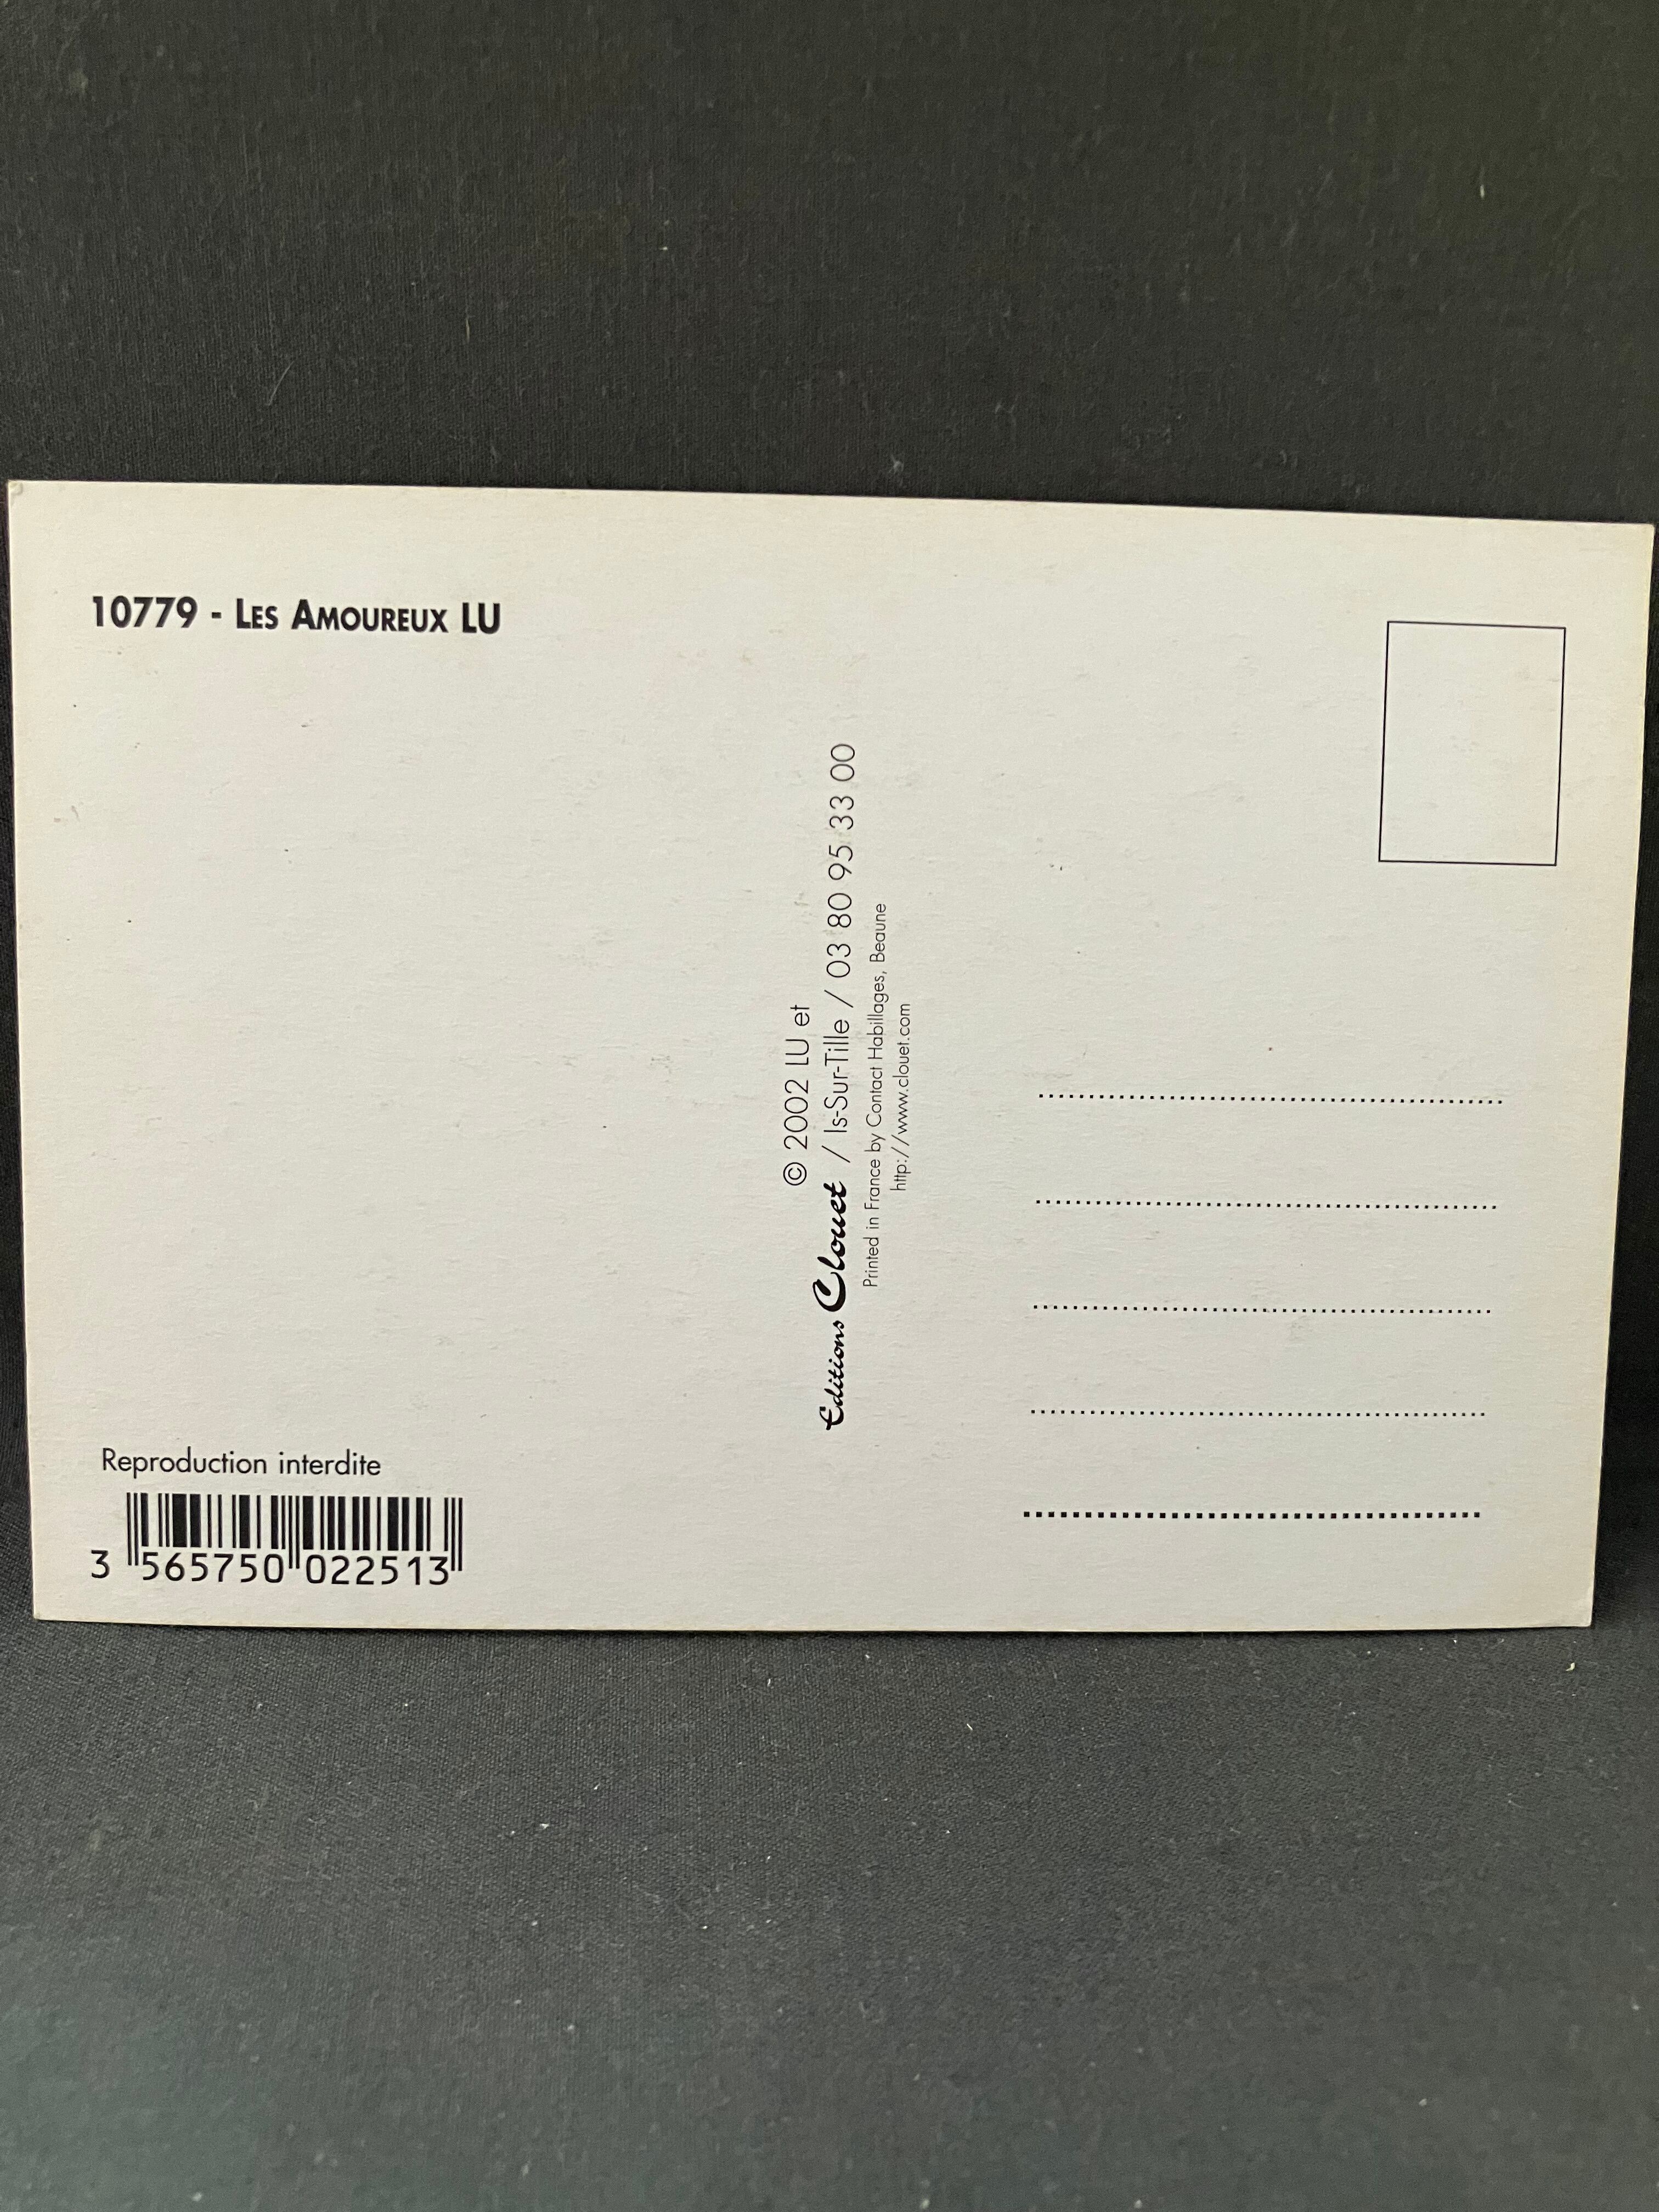 10779 - LES AMOUREUX LU
© 2002 LU et
Editions Clouet / Is-Sur-Tille / 03 80 95 33 00
Printed in France by Contact Habillages, Beaune
http://www.clouet.com
Reproduction interdite
3 565750 022513